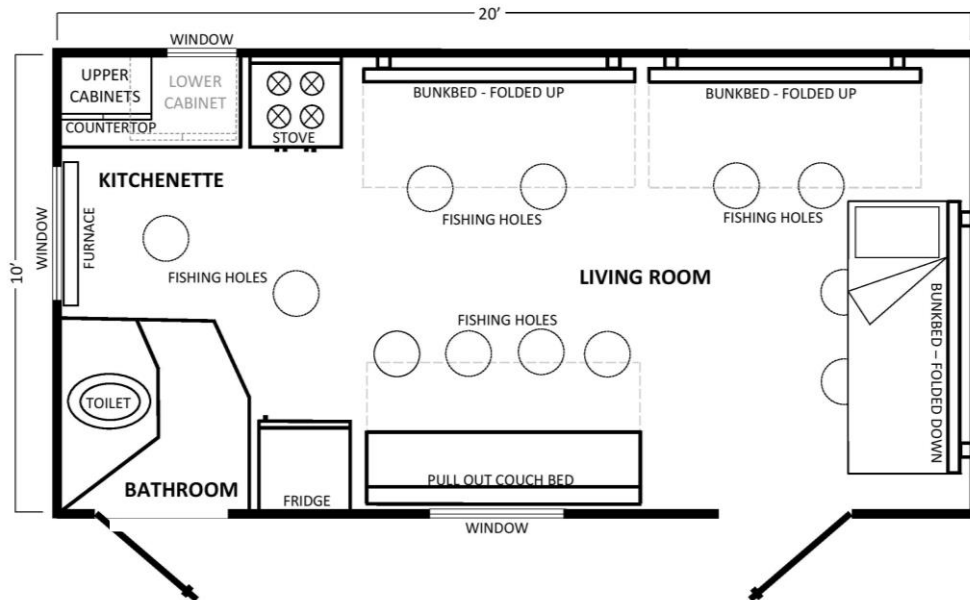 20’
WINDOW
UPPER
CABINETS
LOWER
CABINET
COUNTERTOP
STOVE
BUNKBED - FOLDED UP
BUNKBED - FOLDED UP
KITCHENETTE
FISHING HOLES
FISHING HOLES
WINDOW
FURNACE
10’
FISHING HOLES
LIVING ROOM
FISHING HOLES
BUNKBED – FOLDED DOWN
TOILET
BATHROOM
FRIDGE
PULL OUT COUCH BED
WINDOW